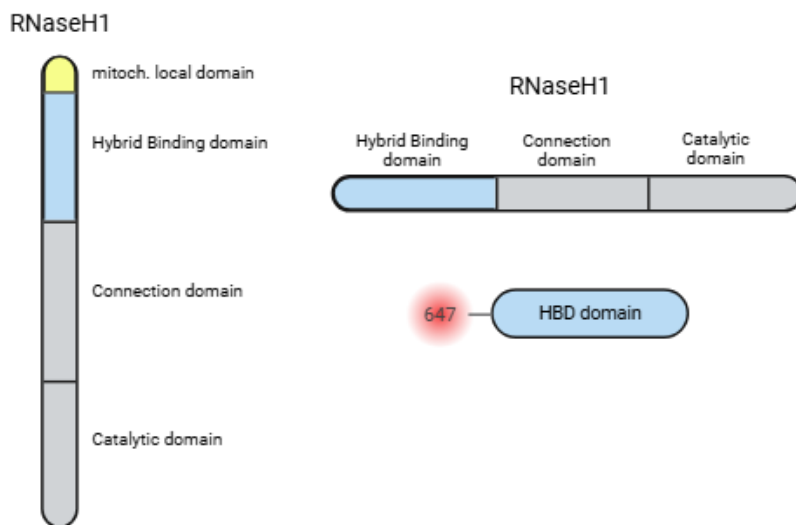 RNaseH1
mitoch. local domain
Hybrid Binding domain
Connection domain
Catalytic domain
RNaseH1
Hybrid Binding
domain
Connection
domain
Catalytic
domain
647
HBD domain